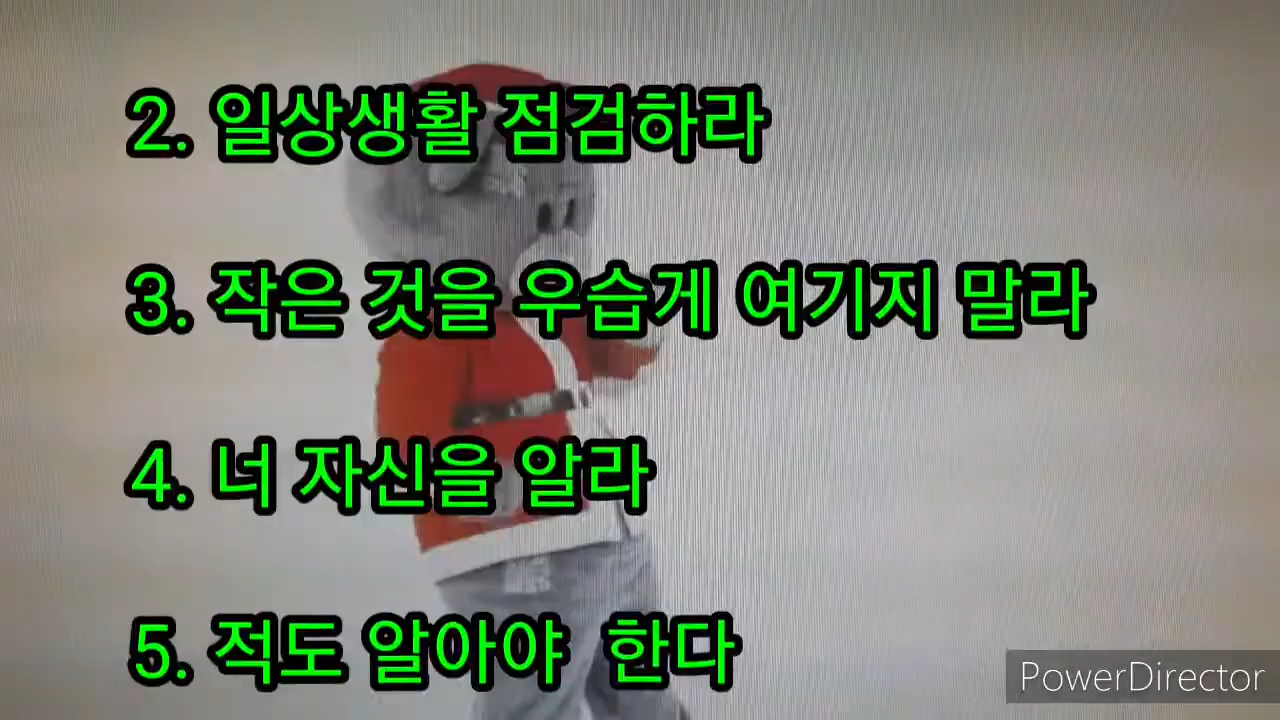 2. 일상생활 점검하라
3. 작은 것을 우습게 여기지 말라
4. 너 자신을 알라
5. 적도 알아야 한다
PowerDirector